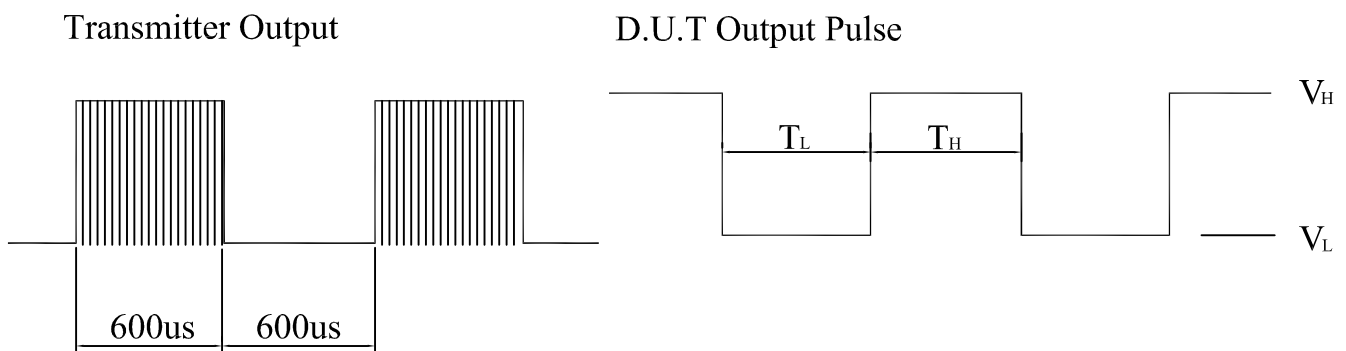 Transmitter Output
D.U.T Output Pulse
VH
TL
TH
VL
600us
600us